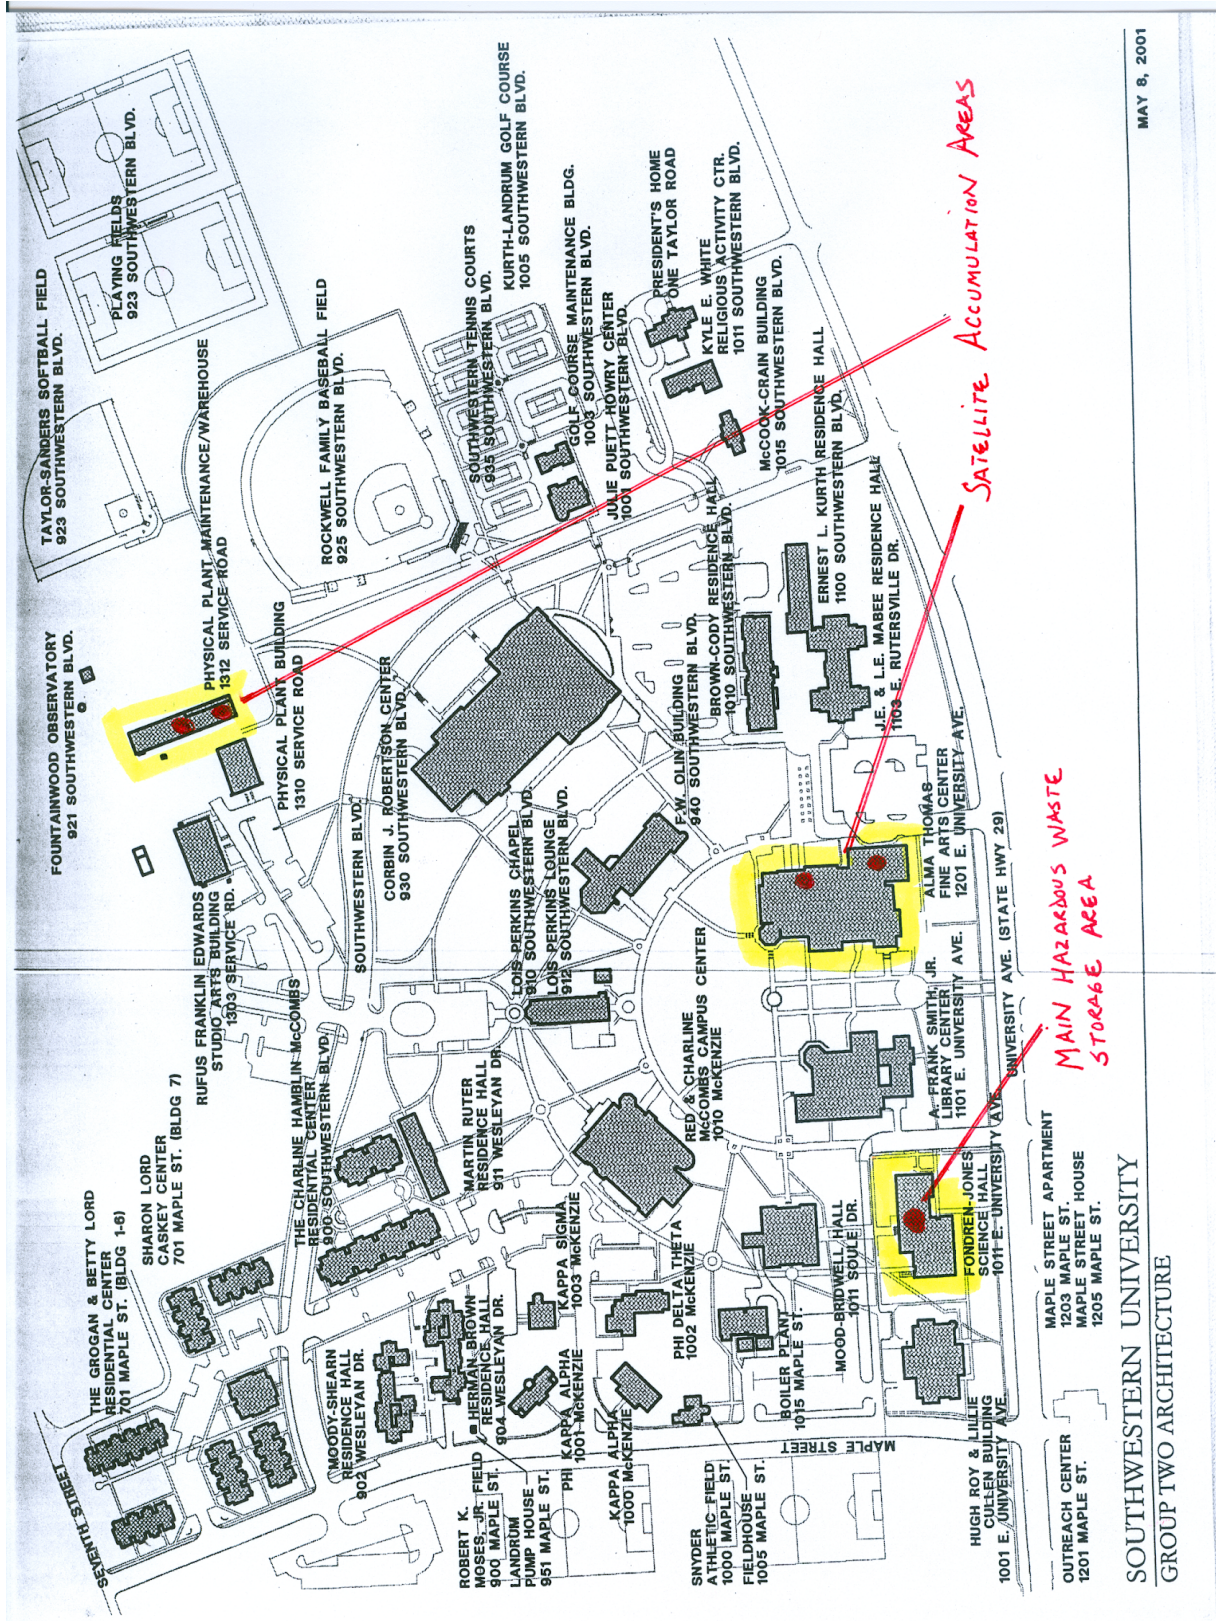 SEVENTH STREET
THE GROGAN & BETTY LORD
RESIDENTIAL CENTER
701 MAPLE ST. (BLDG 1-6)
SHARON LORD
CASKEY CENTER
701 MAPLE ST. (BLDG 7)
RUFUS FRANKLIN EDWARDS
STUDIO ARTS BUILDING
1303 SERVICE RD.
FOUNTAINWOOD OBSERVATORY
921 SOUTHWESTERN BLVD.
TAYLOR-SANDERS SOFTBALL FIELD
923 SOUTHWESTERN BLVD.
PLAYING FIELDS
923 SOUTHWESTERN BLVD.
PHYSICAL PLANT MAINTENANCE/WAREHOUSE
1312 SERVICE ROAD
PHYSICAL PLANT BUILDING
1310 SERVICE ROAD
ROCKWELL FAMILY BASEBALL FIELD
925 SOUTHWESTERN BLVD.
THE CHARLINE HAMBLIN McCOMBS
RESIDENTIAL CENTER
900 SOUTHWESTERN BLVD.
SOUTHWESTERN BLVD.
CORBIN J. ROBERTSON CENTER
930 SOUTHWESTERN BLVD.
SOUTHWESTERN TENNIS COURTS
935 SOUTHWESTERN BLVD.
KURTH-LANDRUM GOLF COURSE
1005 SOUTHWESTERN BLVD.
MOODY-SHEARN
RESIDENCE HALL
902 WESLEYAN DR.
MARTIN RUTER
RESIDENCE HALL
911 WESLEYAN DR.
LOIS PERKINS CHAPEL
910 SOUTHWESTERN BLVD.
LOIS PERKINS LOUNGE
912 SOUTHWESTERN BLVD.
GOLF COURSE MAINTENANCE BLDG.
1003 SOUTHWESTERN BLVD.
JULIE PUETT HOWRY CENTER
1001 SOUTHWESTERN BLVD.
ROBERT K.
MOSES, JR. FIELD
900 MAPLE ST.
HERMAN BROWN
RESIDENCE HALL
904 WESLEYAN DR.
LANDRUM
PUMP HOUSE
951 MAPLE ST.
PHI KAPPA ALPHA
1001 McKENZIE
KAPPA SIGMA
1003 McKENZIE
KAPPA ALPHA
1000 McKENZIE
PHI DELTA THETA
1002 McKENZIE
RED & CHARLINE
McCOMBS CAMPUS CENTER
1010 McKENZIE
F.W. OLIN BUILDING
940 SOUTHWESTERN BLVD.
BROWN-CODY RESIDENCE HALL
1010 SOUTHWESTERN BLVD.
PRESIDENT'S HOME
ONE TAYLOR ROAD
KYLE E. WHITE
RELIGIOUS ACTIVITY CTR.
1011 SOUTHWESTERN BLVD.
McCOOK-CRAIN BUILDING
1015 SOUTHWESTERN BLVD.
ERNEST L. KURTH RESIDENCE HALL
1100 SOUTHWESTERN BLVD.
J.E. & L.E. MABEE RESIDENCE HALL
1103 E. RUTERSVILLE DR.
SNYDER
ATHLETIC FIELD
1000 MAPLE ST.
FIELDHOUSE
1005 MAPLE ST.
BOILER PLANT
1015 MAPLE ST.
MAPLE STREET
MOOD-BRIDWELL HALL
1011 SOULE DR.
A. FRANK SMITH, JR.
LIBRARY CENTER
1101 E. UNIVERSITY AVE.
ALMA THOMAS
FINE ARTS CENTER
1201 E. UNIVERSITY AVE.
FONDREN-JONES
SCIENCE HALL
1011 E. UNIVERSITY AVE.
HUGH ROY & LILLIE
CULLEN BUILDING
1001 E. UNIVERSITY AVE.
UNIVERSITY AVE. (STATE HWY 29)
OUTREACH CENTER
1201 MAPLE ST.
MAPLE STREET APARTMENT
1203 MAPLE ST.
MAPLE STREET HOUSE
1205 MAPLE ST.
SATELLITE ACCUMULATION AREAS
MAIN HAZARDOUS WASTE
STORAGE AREA
SOUTHWESTERN UNIVERSITY
GROUP TWO ARCHITECTURE
MAY 8, 2001